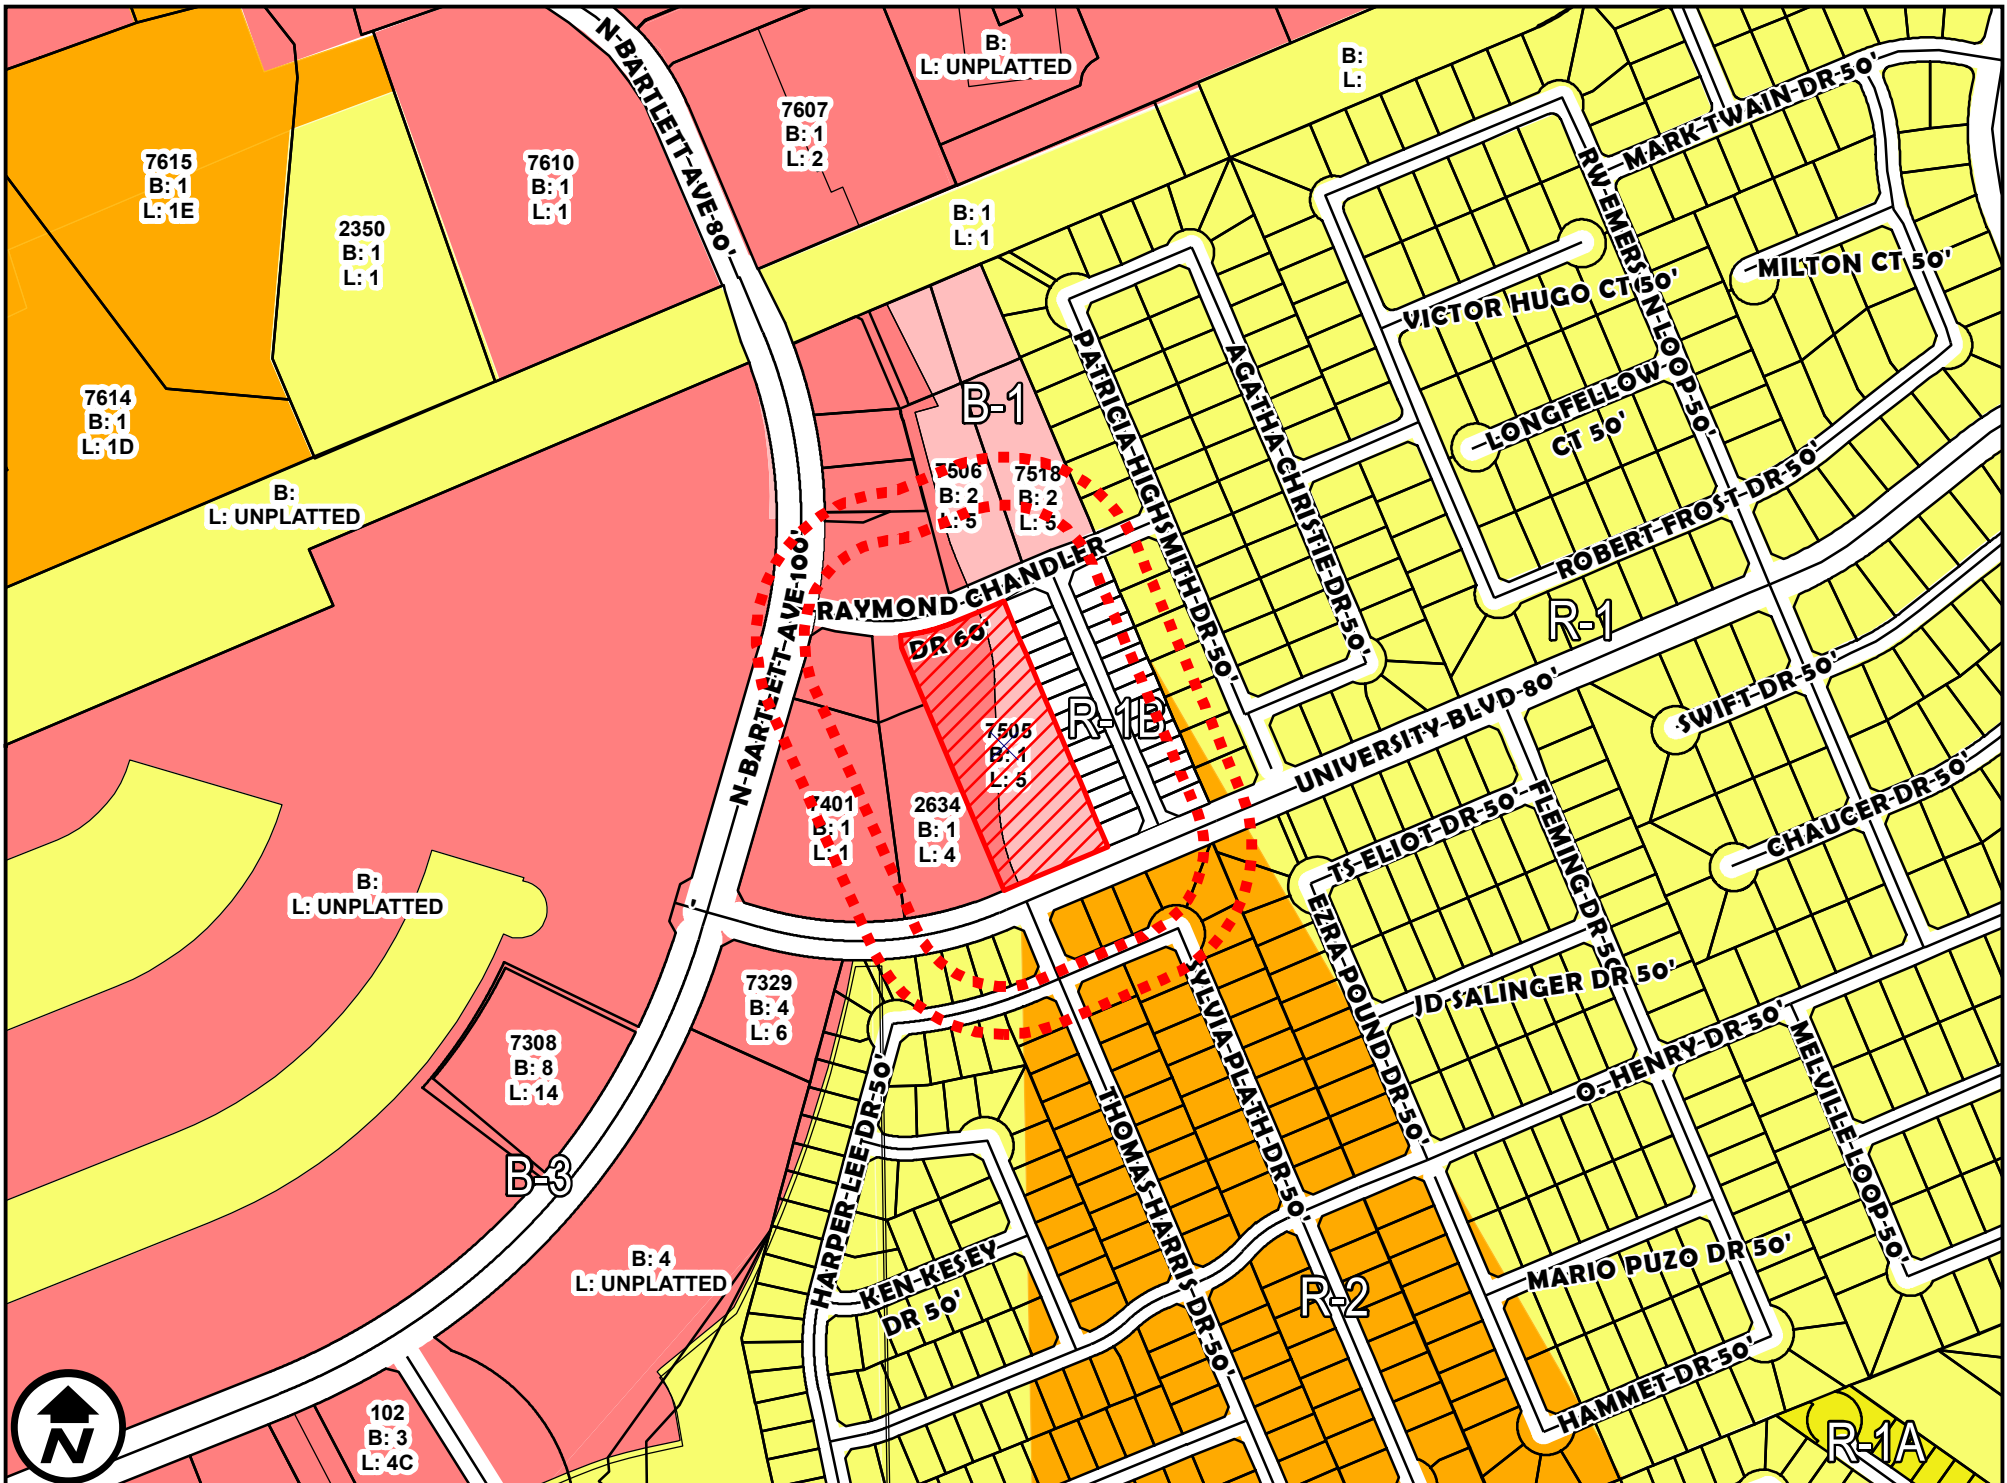 N-BARTLETT-AVE-80'
B:
L: UNPLATTED
B:
L:
7607
B: 1
L: 2
MARK-TWAIN-DR-50'
7615
B: 1
L: 1E
7610
B: 1
L: 1
2350
B: 1
L: 1
B: 1
L: 1
RW-EMERSON-LOOP-50'
MILTON CT 50'
VICTOR HUGO CT 50'
7614
B: 1
L: 1D
B-1
PATRICIA-HIGHSMITH-DR-50'
AGATHA-CHRISTIE-DR-50'
LONGFELLOW
CT 50'
B:
L: UNPLATTED
7506
B: 2
L: 5
7518
B: 2
L: 5
ROBERT-FROST-DR-50'
N-BARTLETT-AVE-100'
RAYMOND-CHANDLER
DR 60'
R-1
R-1B
7505
B: 1
L: 5
UNIVERSITY-BLVD-80'
SWIFT-DR-50'
7401
B: 1
L: 1
2634
B: 1
L: 4
TS-ELIOT-DR-50'
FLEMING-DR-50'
CHAUCER-DR-50'
B:
L: UNPLATTED
EZRA-POUND-DR-50'
7329
B: 4
L: 6
SYLVIA-PLATH-DR-50'
JD SALINGER DR 50'
7308
B: 8
L: 14
O. HENRY-DR-50'
MELVILLE-LOOP-50'
HARPER-LEE-DR-50'
THOMAS-HARRIS-DR-50'
B-3
B: 4
L: UNPLATTED
KEN-KESEY
DR 50'
MARIO PUZO DR 50'
R-2
HAMMET-DR-50'
102
B: 3
L: 4C
N
R-1A